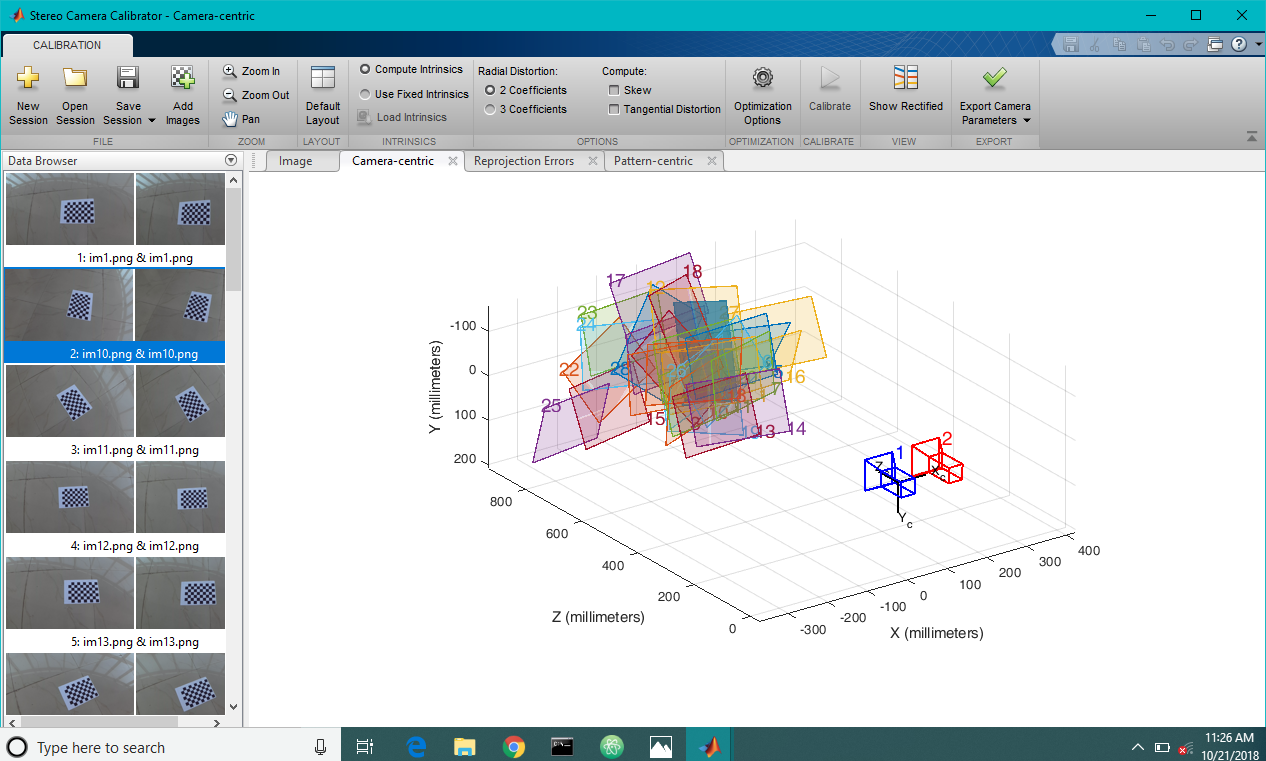 Stereo Camera Calibrator - Camera-centric
CALIBRATION
New Session
Open Session
Save Session
Add Images
FILE
Zoom In
Zoom Out
Pan
ZOOM
Default Layout
LAYOUT
Compute Intrinsics
Use Fixed Intrinsics
Load Intrinsics
INTRINSICS
Radial Distortion:
2 Coefficients
3 Coefficients
Compute:
Skew
Tangential Distortion
OPTIONS
Optimization Options
OPTIMIZATION
Calibrate
CALIBRATE
Show Rectified
VIEW
Export Camera Parameters
EXPORT
Data Browser
Image
Camera-centric
Reprojection Errors
Pattern-centric
1: im1.png & im1.png
2: im10.png & im10.png
3: im11.png & im11.png
4: im12.png & im12.png
5: im13.png & im13.png
17
18
23
24
22
25
15
16
13
14
1
2
Zc
Xc
Yc
Y (millimeters)
-100
0
100
200
Z (millimeters)
800
600
400
200
0
X (millimeters)
-300
-200
-100
0
100
200
300
400
Type here to search
11:26 AM
10/21/2018